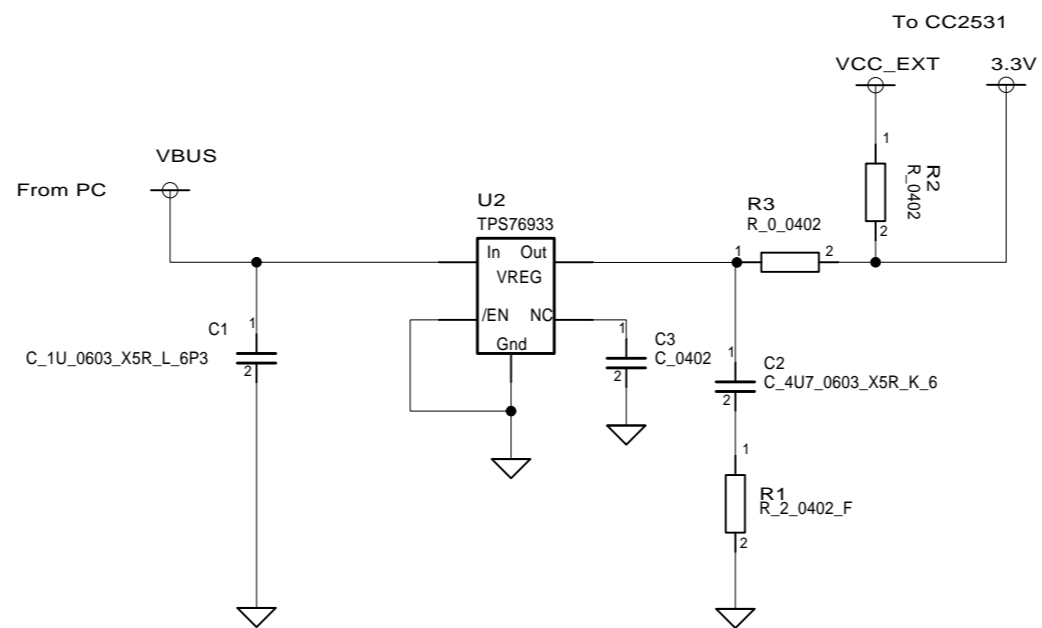 To CC2531
VCC_EXT
3.3V
VBUS
From PC
1
R2
R_0402
2
U2
TPS76933
In Out
VREG
/EN NC
Gnd
R3
R_0_0402
1
2
C1
C_1U_0603_X5R_L_6P3
1
2
C3
C_0402
1
2
C2
C_4U7_0603_X5R_K_6
1
2
R1
R_2_0402_F
1
2